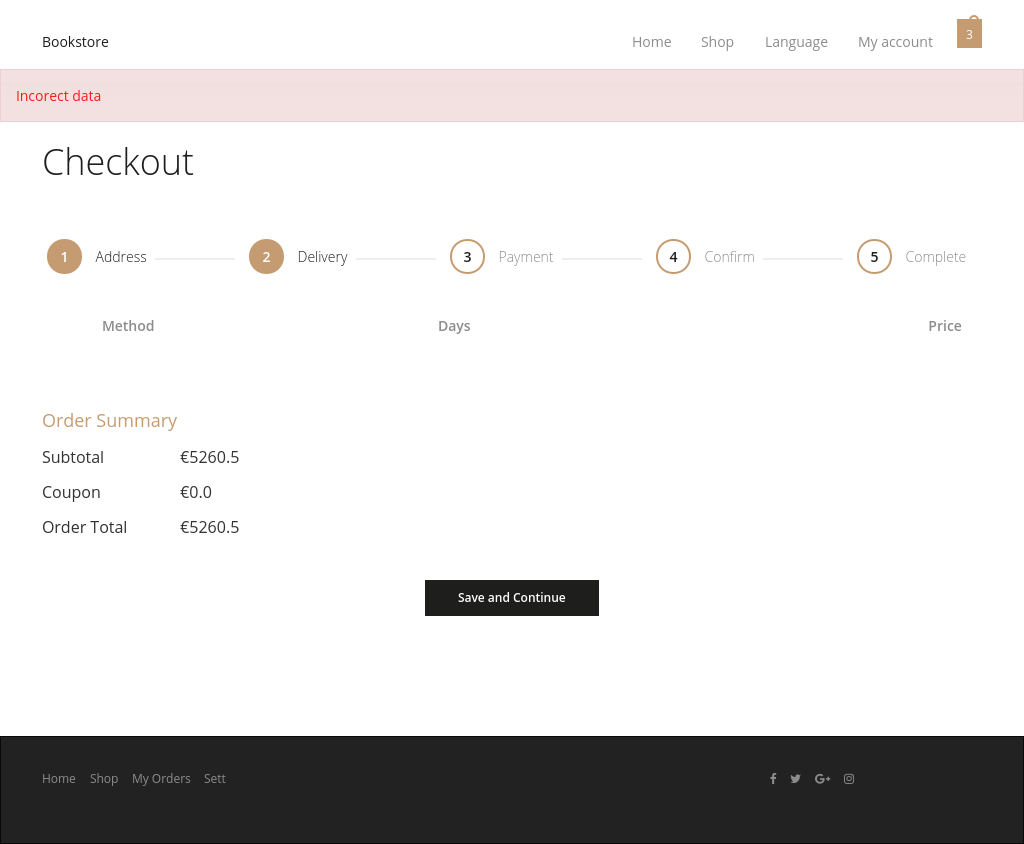 Bookstore Home Shop Language My account 3
Incorect data
Checkout
1 Address 2 Delivery 3 Payment 4 Confirm 5 Complete
Method Days Price
Order Summary
Subtotal €5260.5
Coupon €0.0
Order Total €5260.5
Save and Continue
Home Shop My Orders Sett